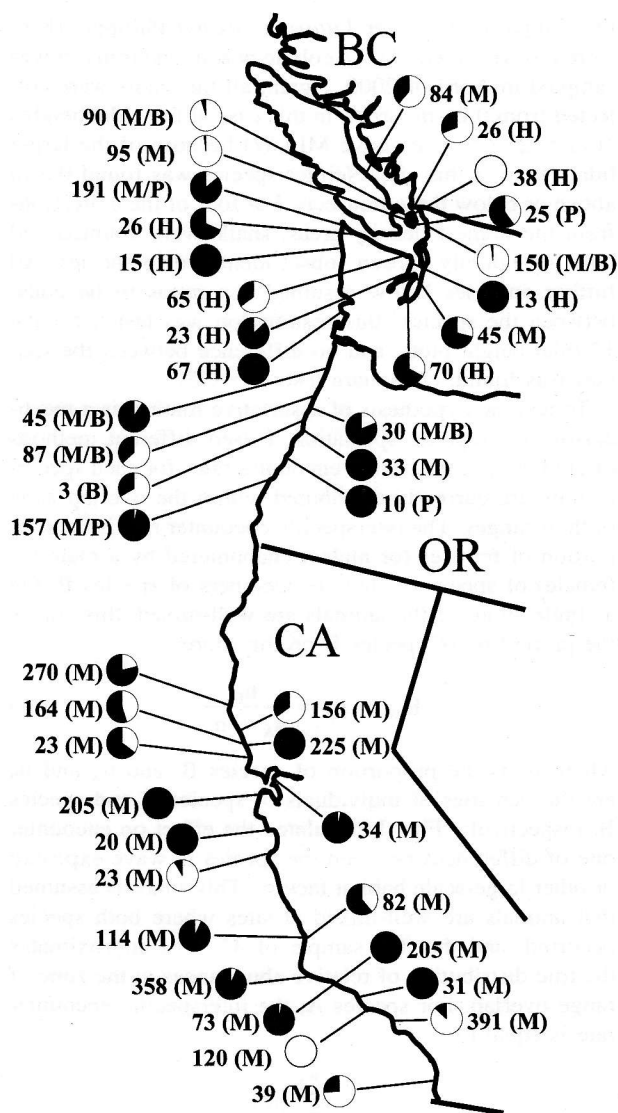 BC
84 (M)
90 (M/B)
26 (H)
95 (M)
38 (H)
191 (M/P)
25 (P)
26 (H)
150 (M/B)
15 (H)
13 (H)
65 (H)
45 (M)
23 (H)
67 (H)
70 (H)
45 (M/B)
30 (M/B)
87 (M/B)
33 (M)
3 (B)
10 (P)
157 (M/P)
OR
CA
270 (M)
164 (M)
156 (M)
23 (M)
225 (M)
205 (M)
34 (M)
20 (M)
23 (M)
82 (M)
114 (M)
205 (M)
358 (M)
31 (M)
73 (M)
391 (M)
120 (M)
39 (M)